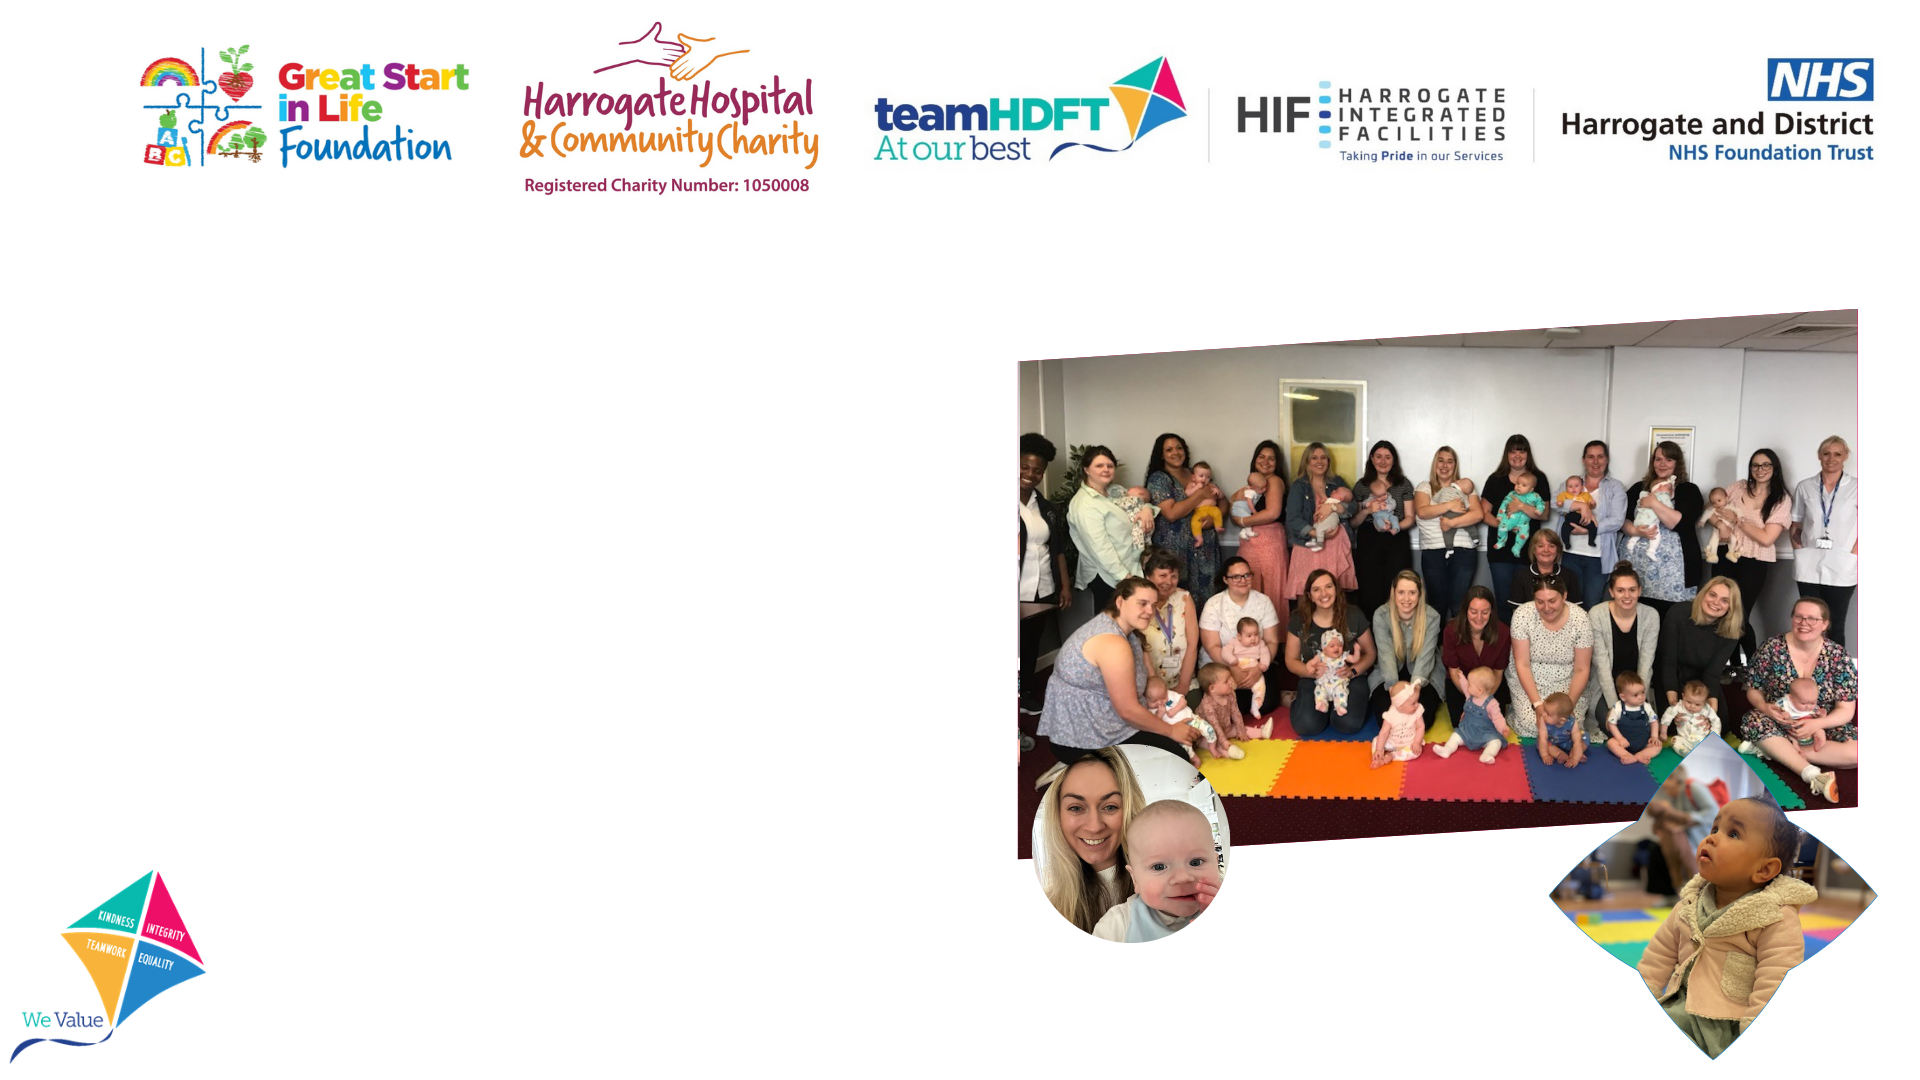 Great Start
in Life
Foundation
A
B
C
Harrogate Hospital
& Community Charity
Registered Charity Number: 1050008
teamHDFT
At our best
HIF
HARROGATE
INTEGRATED
FACILITIES
Taking Pride in our Services
NHS
Harrogate and District
NHS Foundation Trust
KINDNESS
INTEGRITY
TEAMWORK
EQUALITY
We Value